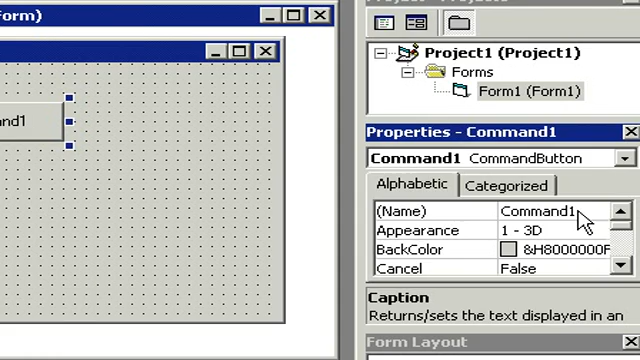 Form)
Project1 (Project1)
Forms
Form1 (Form1)
and1
Properties - Command1
Command1 CommandButton
Alphabetic Categorized
(Name) Command1
Appearance 1 - 3D
BackColor &H8000000F
Cancel False
Caption
Returns/sets the text displayed in an
Form Layout